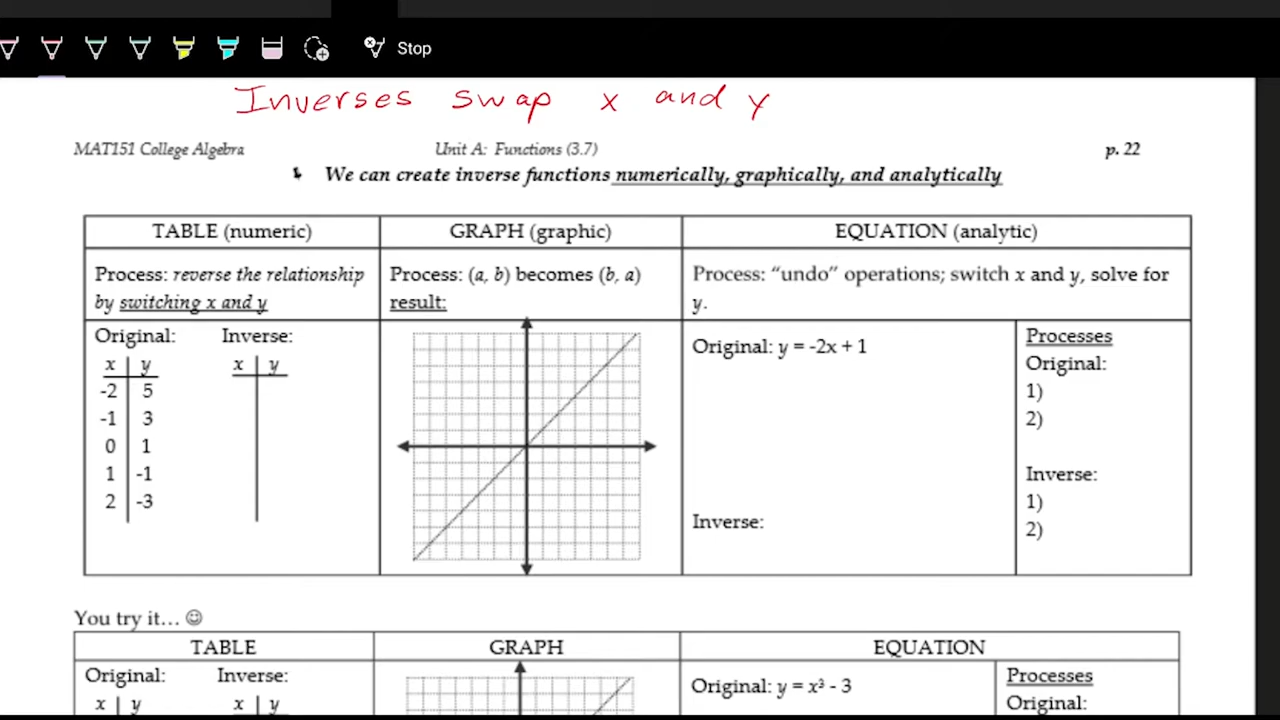 Stop
Inverses swap x and y
MAT151 College Algebra Unit A: Functions (3.7) p. 22
We can create inverse functions numerically, graphically, and analytically
TABLE (numeric) GRAPH (graphic) EQUATION (analytic)
Process: reverse the relationship Process: (a, b) becomes (b, a) Process: “undo” operations; switch x and y, solve for
by switching x and y result: y.
Original: Inverse: Original: y = -2x + 1 Processes
x y x y Original:
-2 5 1)
-1 3 2)
0 1
1 -1 Inverse:
2 -3 Inverse: 1)
2)
You try it… ☺
TABLE GRAPH EQUATION
Original: Inverse: Original: y = x³ - 3 Processes
x y x y Original: